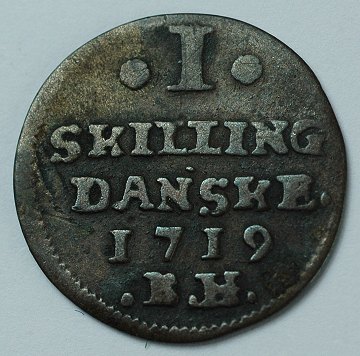 · I ·
SKILLING
DANSKE.
1719
.B.H.